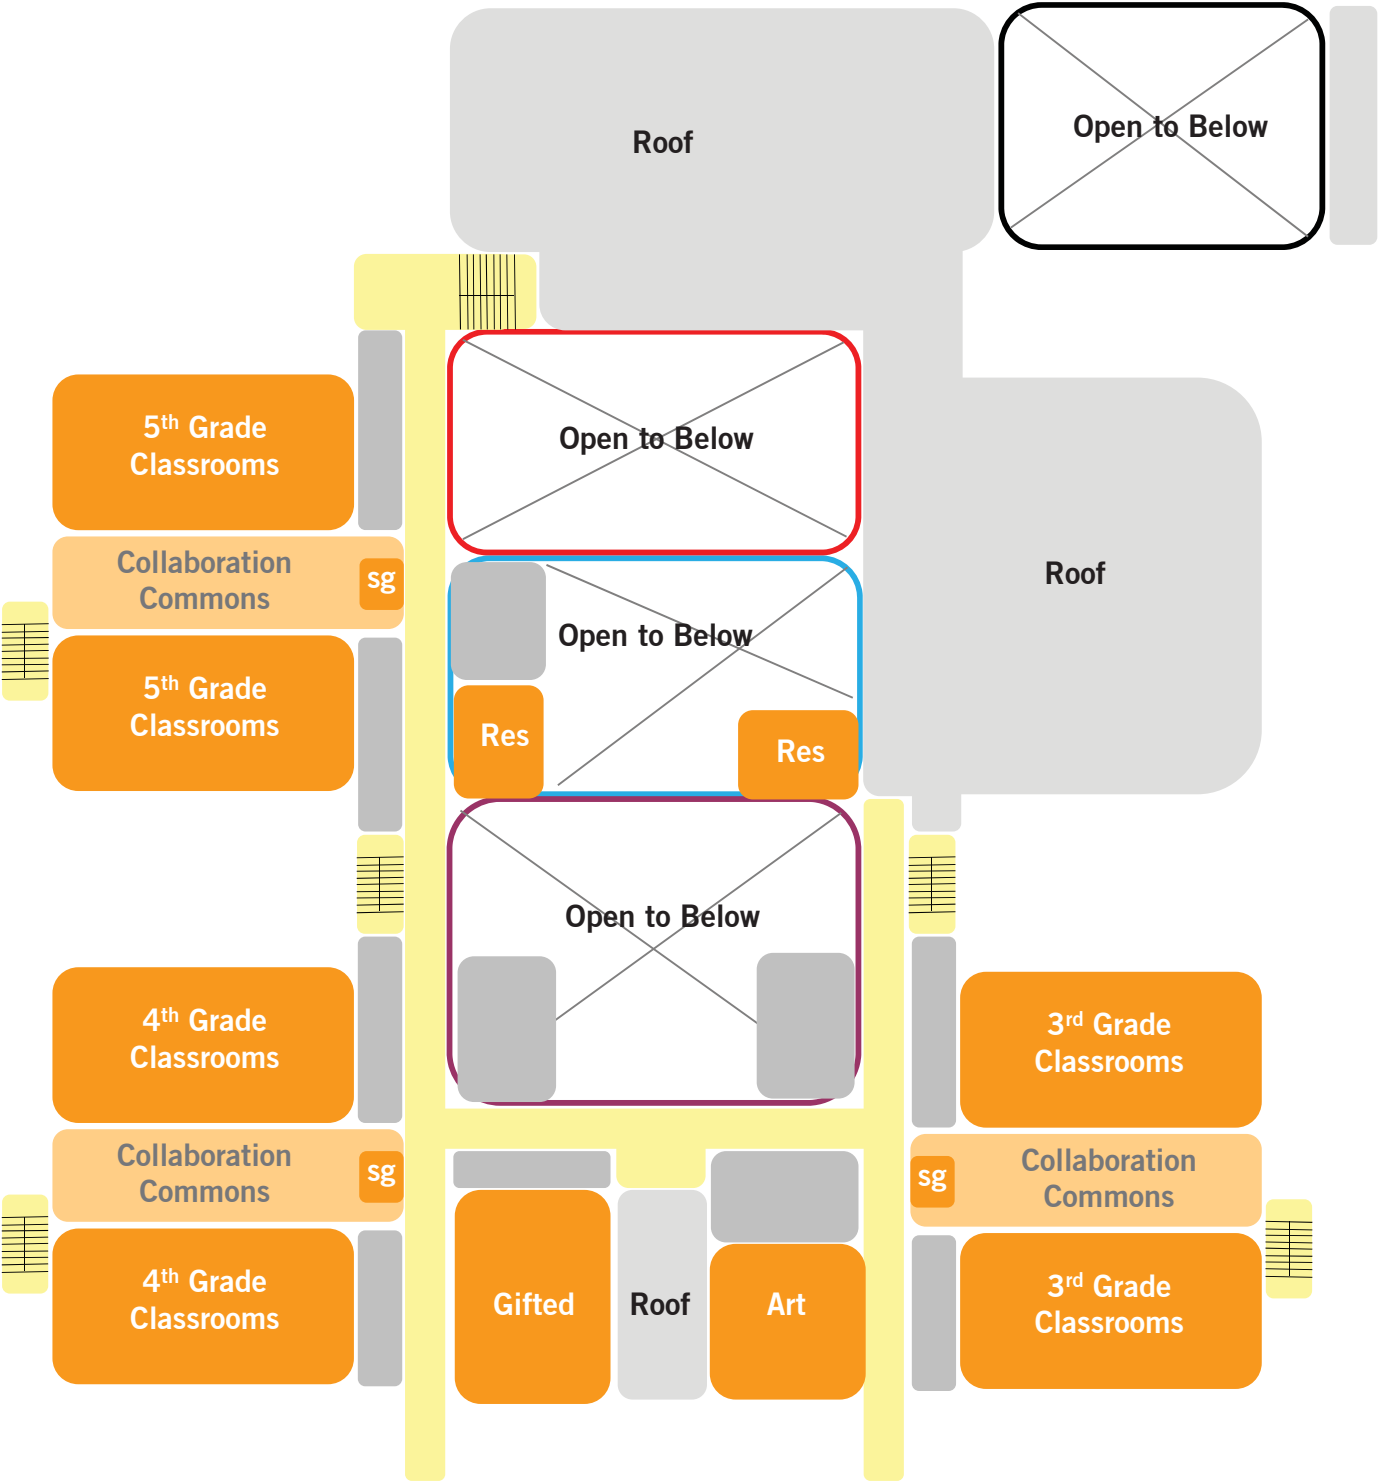 Roof
Open to Below
Open to Below
5th Grade
Classrooms
Collaboration
Commons
sg
Roof
Open to Below
5th Grade
Classrooms
Res
Res
Open to Below
4th Grade
Classrooms
3rd Grade
Classrooms
Collaboration
Commons
sg
sg
Collaboration
Commons
4th Grade
Classrooms
Gifted
Roof
Art
3rd Grade
Classrooms